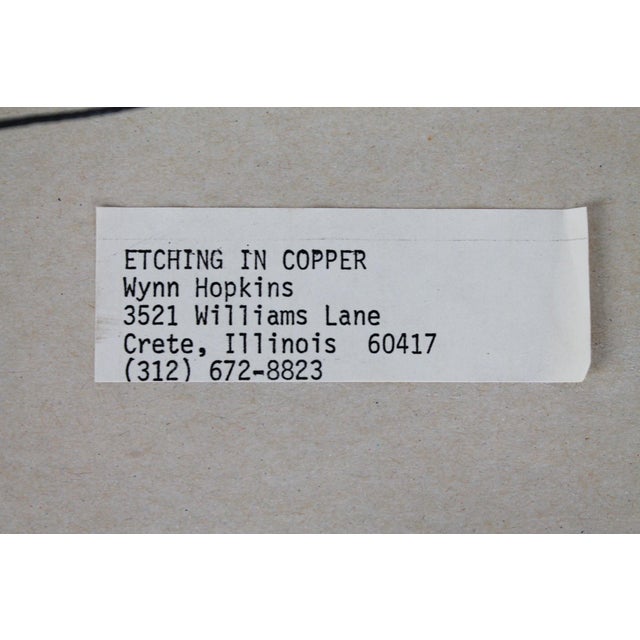 ETCHING IN COPPER
Wynn Hopkins
3521 Williams Lane
Crete, Illinois  60417
(312) 672-8823